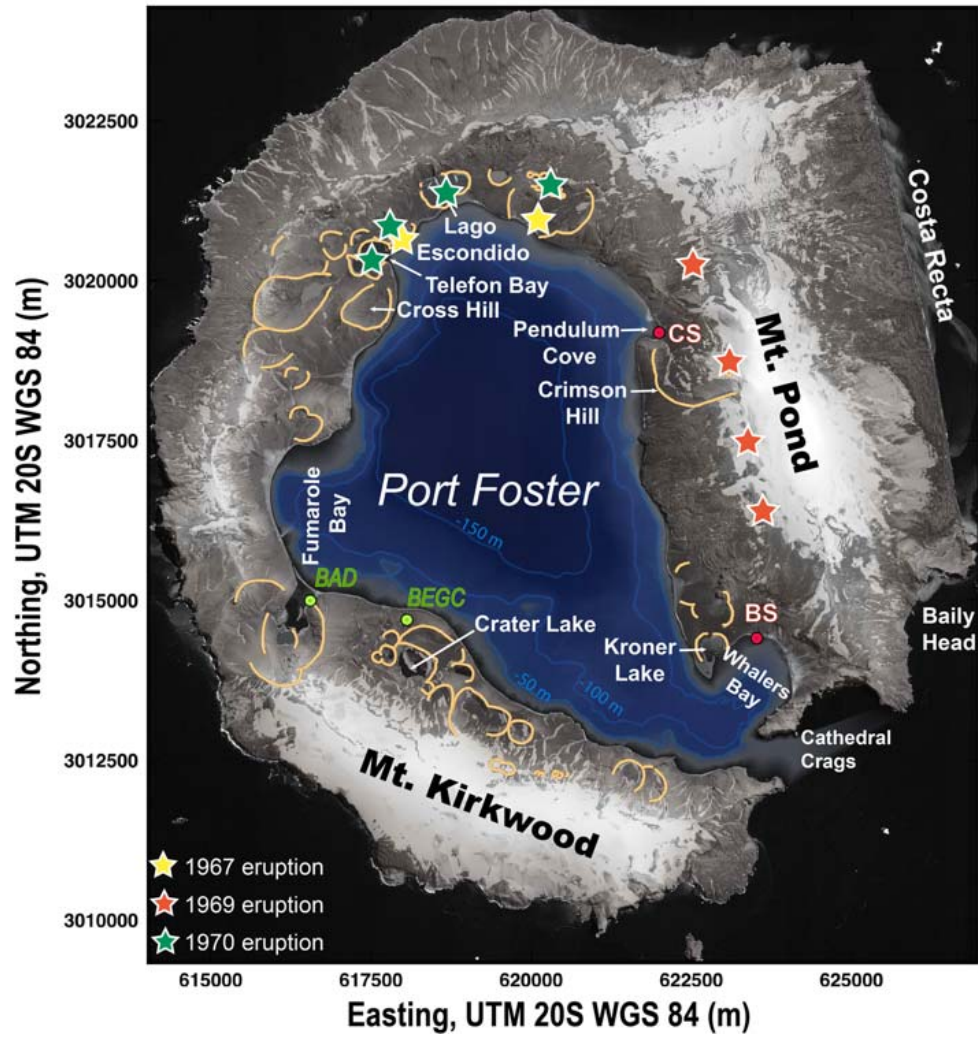 3022500
3020000
3017500
3015000
3012500
3010000
Northing, UTM 20S WGS 84 (m)
615000
617500
620000
622500
625000
Easting, UTM 20S WGS 84 (m)
Lago
Escondido
Telefon Bay
Cross Hill
Pendulum
Cove
CS
Crimson
Hill
Mt. Pond
Costa Recta
Port Foster
-150 m
Fumarole
Bay
BAD
BEGC
Crater Lake
-50 m
-100 m
Kroner
Lake
BS
Whalers
Bay
Baily
Head
Cathedral
Crags
Mt. Kirkwood
1967 eruption
1969 eruption
1970 eruption